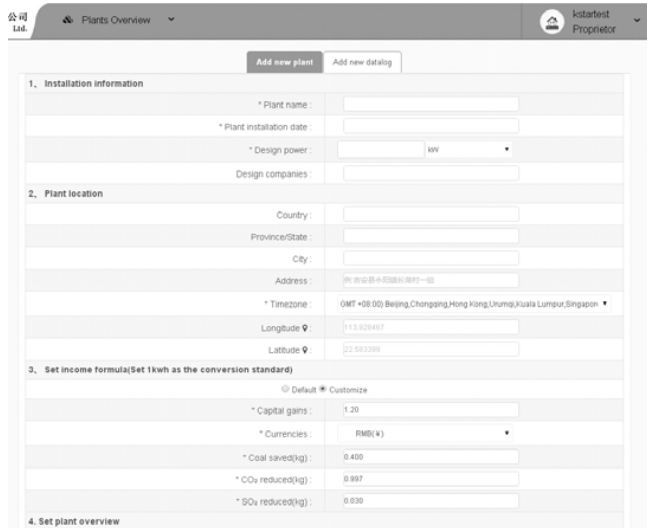 公司
Ltd.
Plants Overview
kstartest
Proprietor
Add new plant
Add new datalog
1、 Installation information
* Plant name :
* Plant installation date :
* Design power :
kW
Design companies :
2、 Plant location
Country :
Province/State :
City :
Address :
* Timezone :
GMT +08:00) Beijing,Chongqing,Hong Kong,Urumqi,Kuala Lumpur,Singapore
Longitude :
Latitude :
3、 Set income formula(Set 1kwh as the conversion standard)
Default Customize
* Capital gains :
1.20
* Currencies :
RMB(¥)
* Coal saved(kg) :
0.400
* CO₂ reduced(kg) :
0.997
* SO₂ reduced(kg) :
0.030
4. Set plant overview